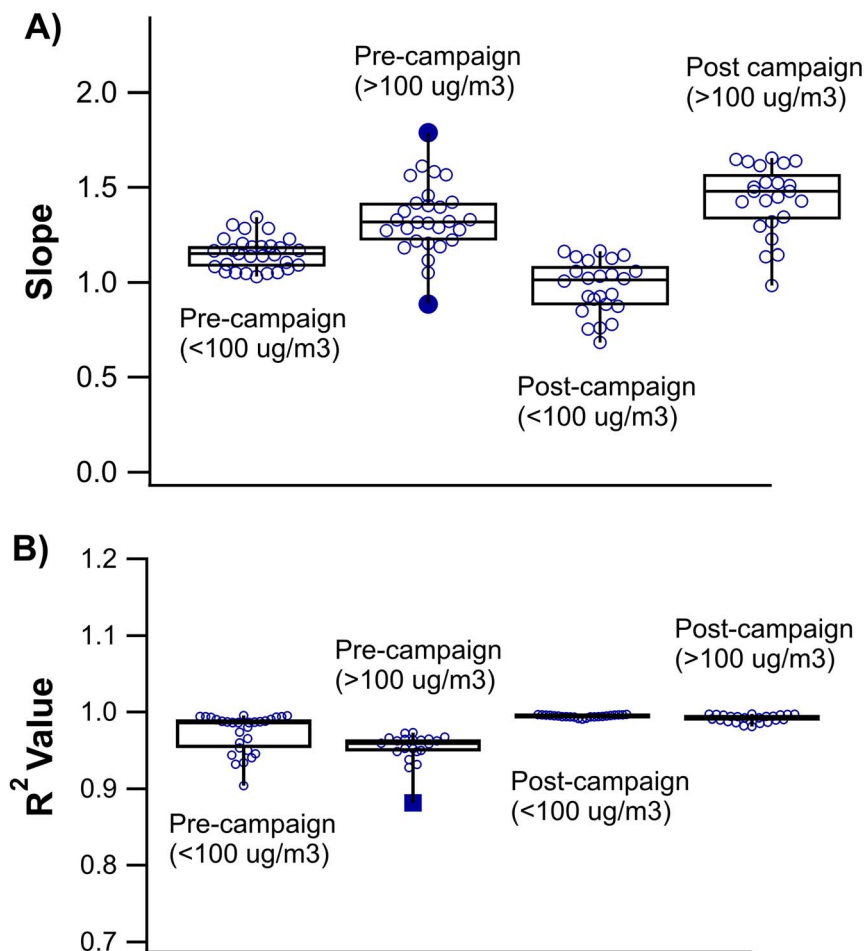 A)
Slope
2.0
1.5
1.0
0.5
0.0
Pre-campaign
(<100 ug/m3)
Pre-campaign
(>100 ug/m3)
Post-campaign
(<100 ug/m3)
Post campaign
(>100 ug/m3)
B)
R² Value
1.2
1.1
1.0
0.9
0.8
0.7
Pre-campaign
(<100 ug/m3)
Pre-campaign
(>100 ug/m3)
Post-campaign
(<100 ug/m3)
Post-campaign
(>100 ug/m3)